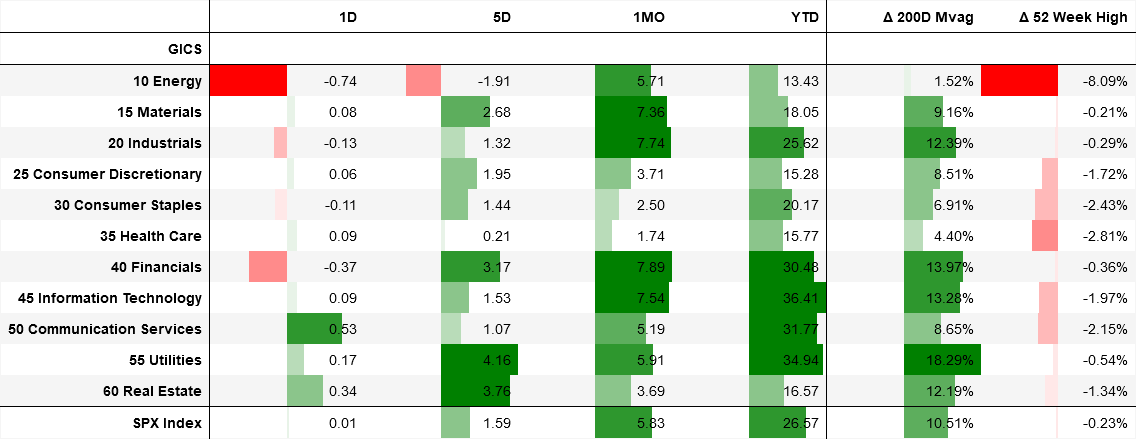 1D 5D 1MO YTD Δ 200D Mvag Δ 52 Week High
GICS
10 Energy -0.74 -1.91 5.71 13.43 1.52% -8.09%
15 Materials 0.08 2.68 7.36 18.05 9.16% -0.21%
20 Industrials -0.13 1.32 7.74 25.62 12.39% -0.29%
25 Consumer Discretionary 0.06 1.95 3.71 15.28 8.51% -1.72%
30 Consumer Staples -0.11 1.44 2.50 20.17 6.91% -2.43%
35 Health Care 0.09 0.21 1.74 15.77 4.40% -2.81%
40 Financials -0.37 3.17 7.89 30.48 13.97% -0.36%
45 Information Technology 0.09 1.53 7.54 36.41 13.28% -1.97%
50 Communication Services 0.53 1.07 5.19 31.77 8.65% -2.15%
55 Utilities 0.17 4.16 5.91 34.94 18.29% -0.54%
60 Real Estate 0.34 3.76 3.69 16.57 12.19% -1.34%
SPX Index 0.01 1.59 5.83 26.57 10.51% -0.23%